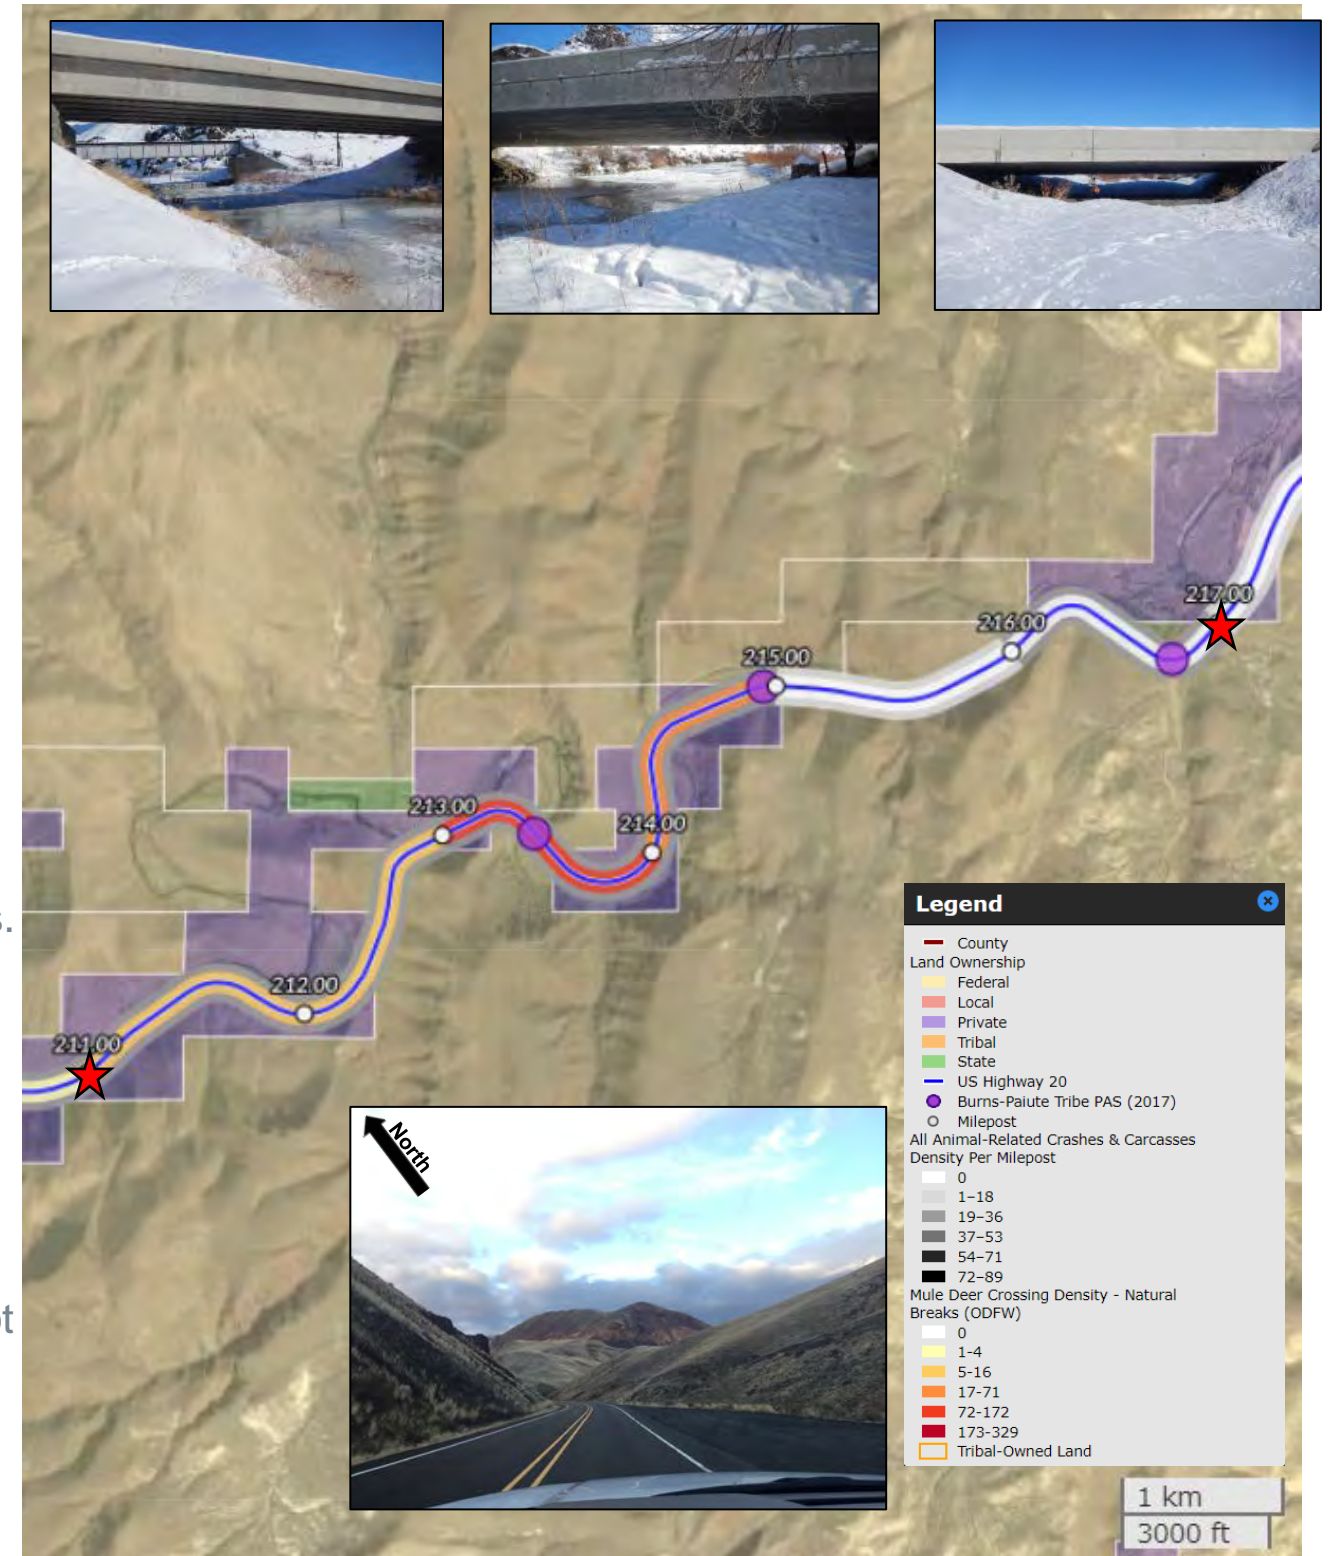 217.00
216.00
215.00
213.00
214.00
s.
212.00
211.00
Legend
County
Land Ownership
Federal
Local
Private
Tribal
State
US Highway 20
Burns-Paiute Tribe PAS (2017)
Milepost
All Animal-Related Crashes & Carcasses
Density Per Milepost
0
1–18
19–36
37–53
54–71
72–89
Mule Deer Crossing Density - Natural
Breaks (ODFW)
0
1-4
5-16
17-71
72-172
173-329
Tribal-Owned Land
North
1 km
3000 ft